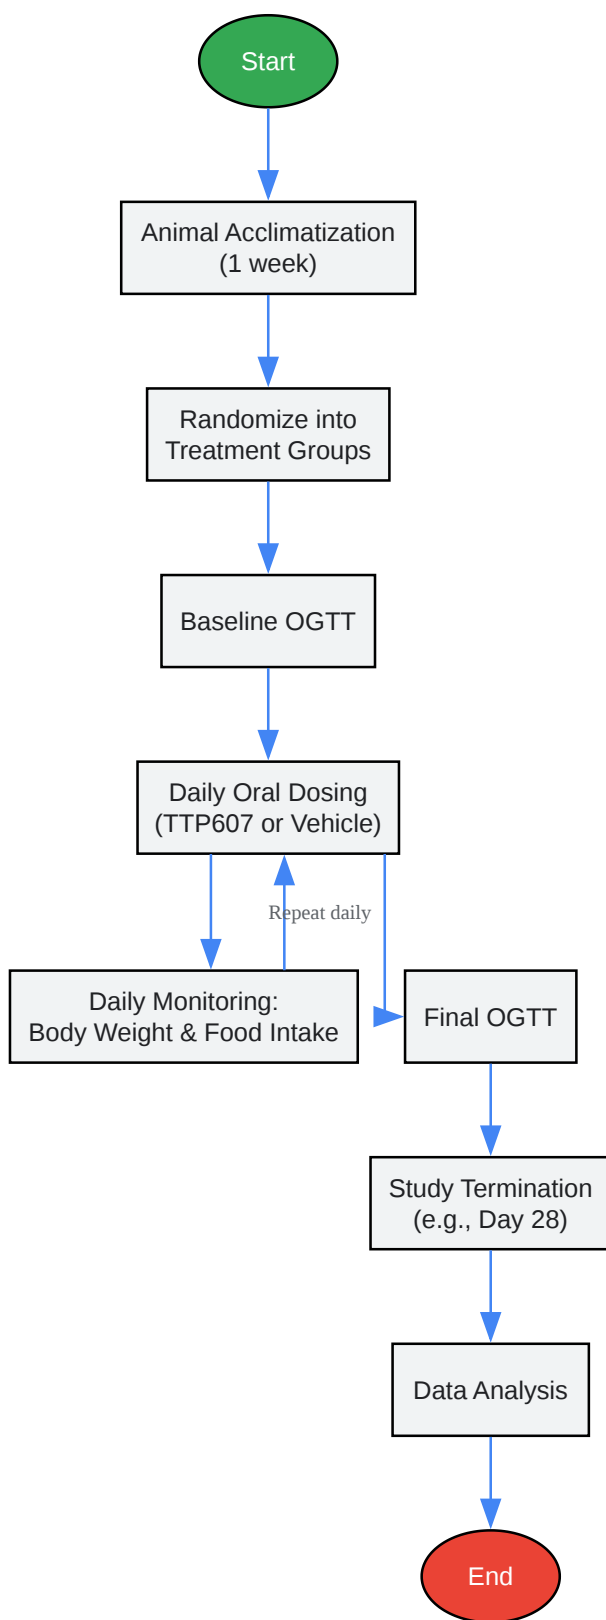 Start
Animal Acclimatization
(1 week)
Randomize into
Treatment Groups
Baseline OGTT
Daily Oral Dosing
(TTP607 or Vehicle)
Repeat daily
Daily Monitoring:
Body Weight & Food Intake
Final OGTT
Study Termination
(e.g., Day 28)
Data Analysis
End